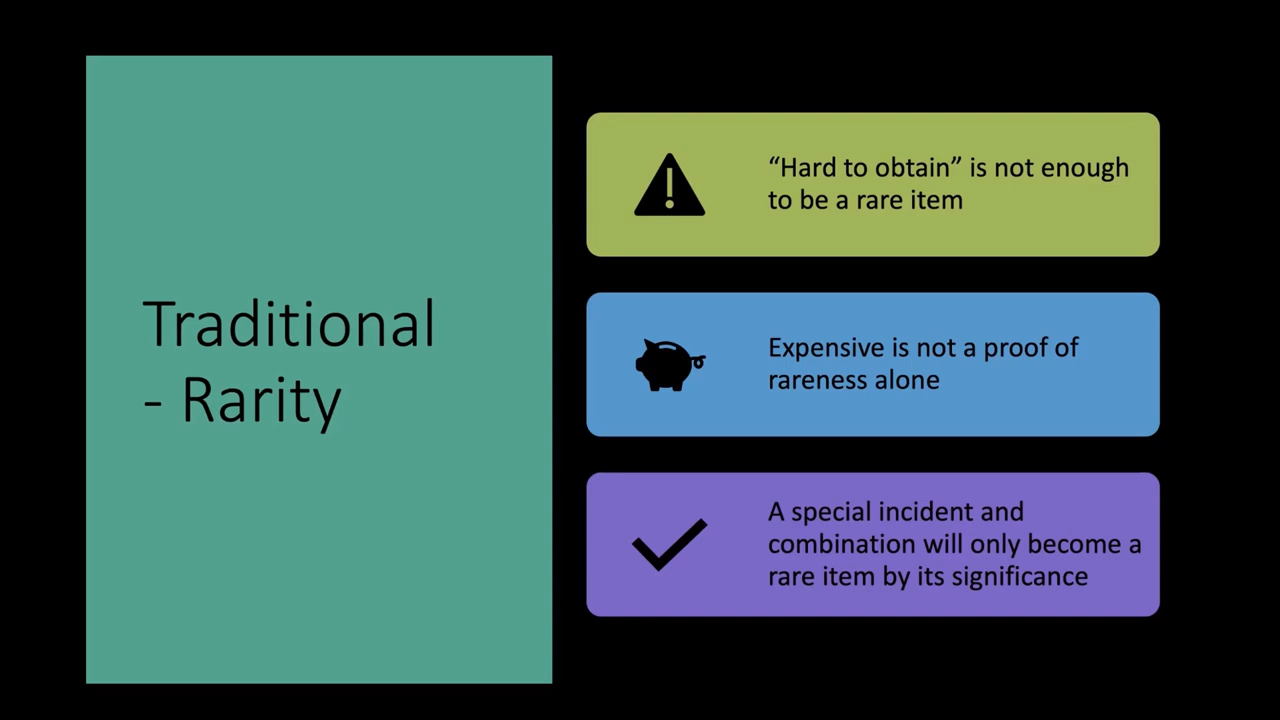 Traditional
- Rarity
“Hard to obtain” is not enough
to be a rare item
Expensive is not a proof of
rareness alone
A special incident and
combination will only become a
rare item by its significance